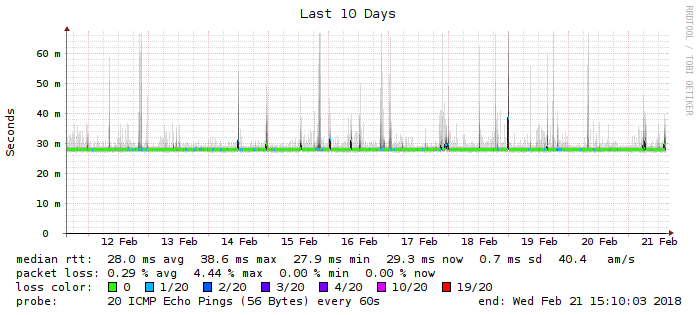 Last 10 Days
RRDTOOL / TOBI OETIKER
Seconds
60 m
50 m
40 m
30 m
20 m
10 m
0
12 Feb 13 Feb 14 Feb 15 Feb 16 Feb 17 Feb 18 Feb 19 Feb 20 Feb 21 Feb
median rtt: 28.0 ms avg 38.6 ms max 27.9 ms min 29.3 ms now 0.7 ms sd 40.4 am/s
packet loss: 0.29 % avg 4.44 % max 0.00 % min 0.00 % now
loss color: 0 1/20 2/20 3/20 4/20 10/20 19/20
probe: 20 ICMP Echo Pings (56 Bytes) every 60s end: Wed Feb 21 15:10:03 2018